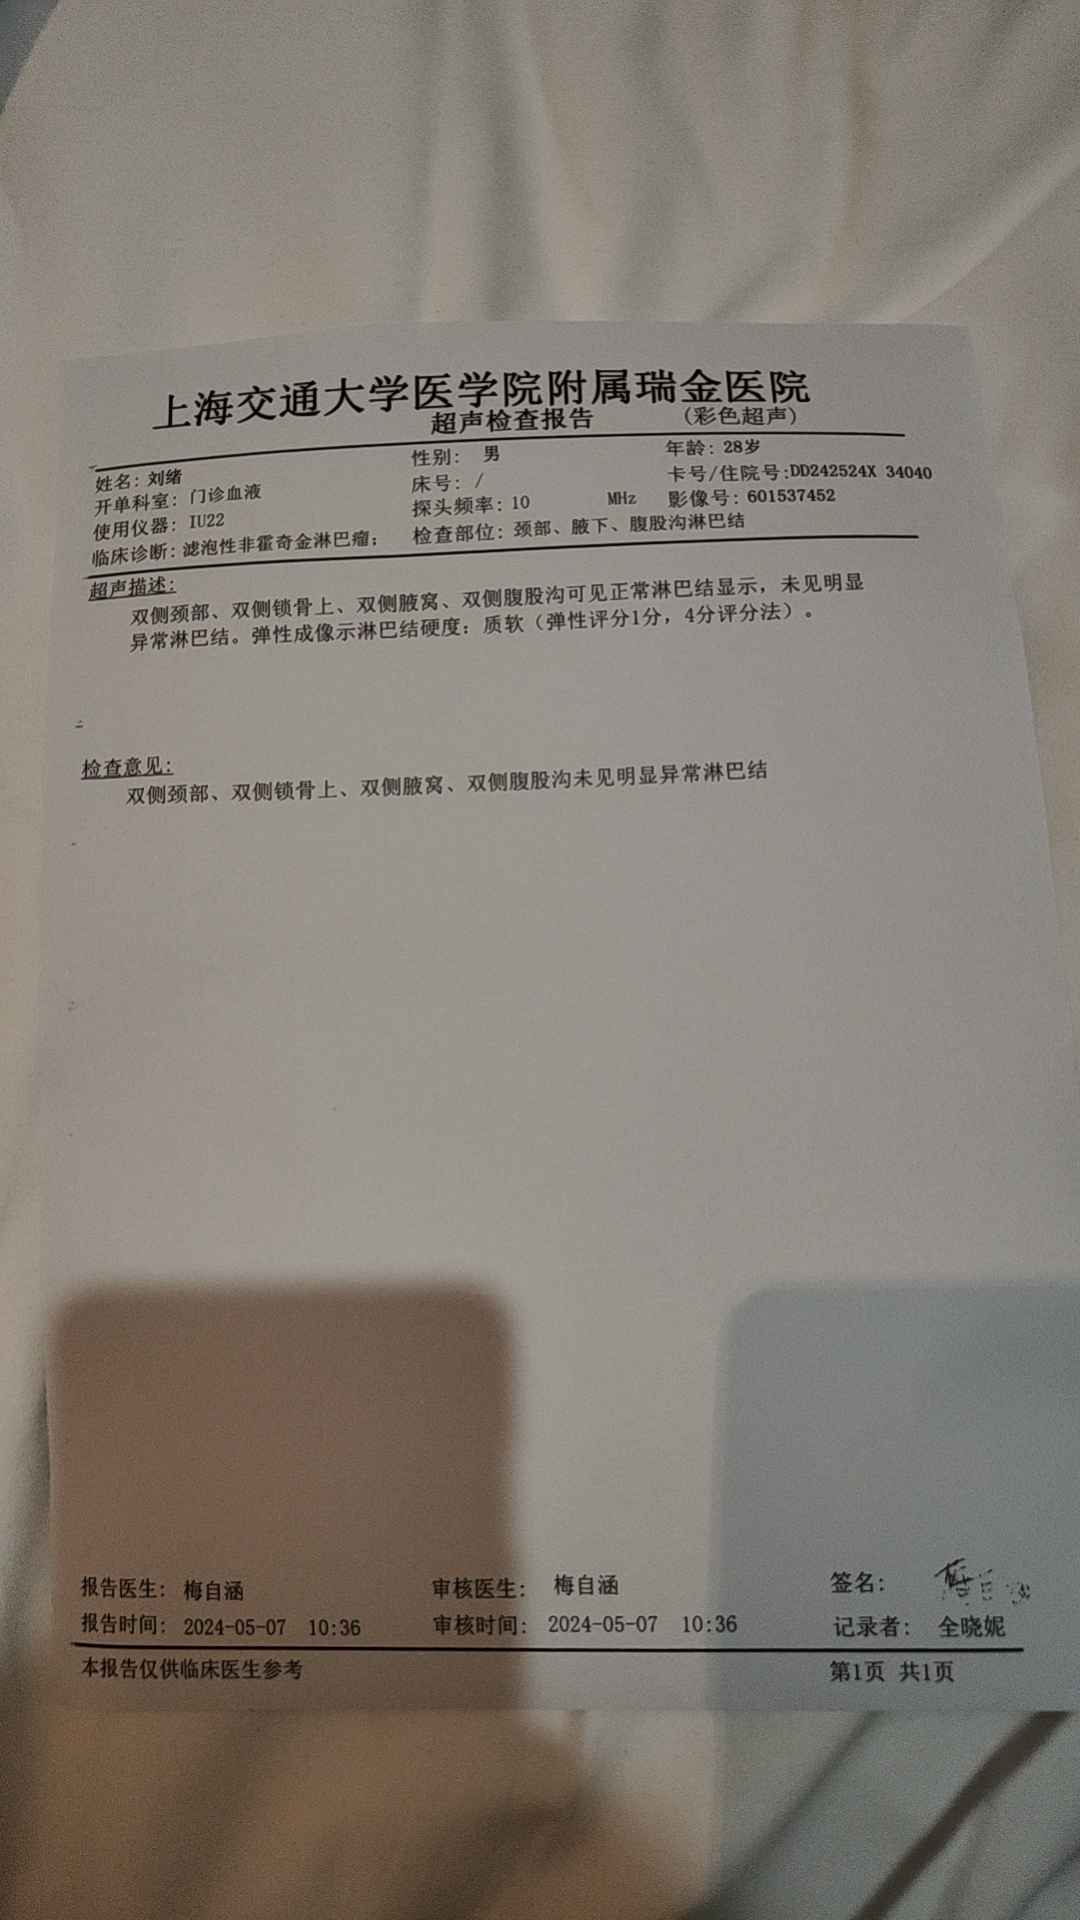 上海交通大学医学院附属瑞金医院
超声检查报告 (彩色超声)
姓名: 刘绪 性别: 男 年龄: 28岁
开单科室: 门诊血液 床号: / 卡号/住院号:DD242524X 34040
使用仪器: IU22 探头频率: 10 MHz 影像号: 601537452
临床诊断: 滤泡性非霍奇金淋巴瘤; 检查部位: 颈部、腋下、腹股沟淋巴结
超声描述:
双侧颈部、双侧锁骨上、双侧腋窝、双侧腹股沟可见正常淋巴结显示，未见明显
异常淋巴结。弹性成像示淋巴结硬度: 质软（弹性评分1分，4分评分法）。
检查意见:
双侧颈部、双侧锁骨上、双侧腋窝、双侧腹股沟未见明显异常淋巴结
报告医生: 梅自涵 审核医生: 梅自涵 签名: 梅自涵
报告时间: 2024-05-07 10:36 审核时间: 2024-05-07 10:36 记录者: 全晓妮
本报告仅供临床医生参考 第1页 共1页